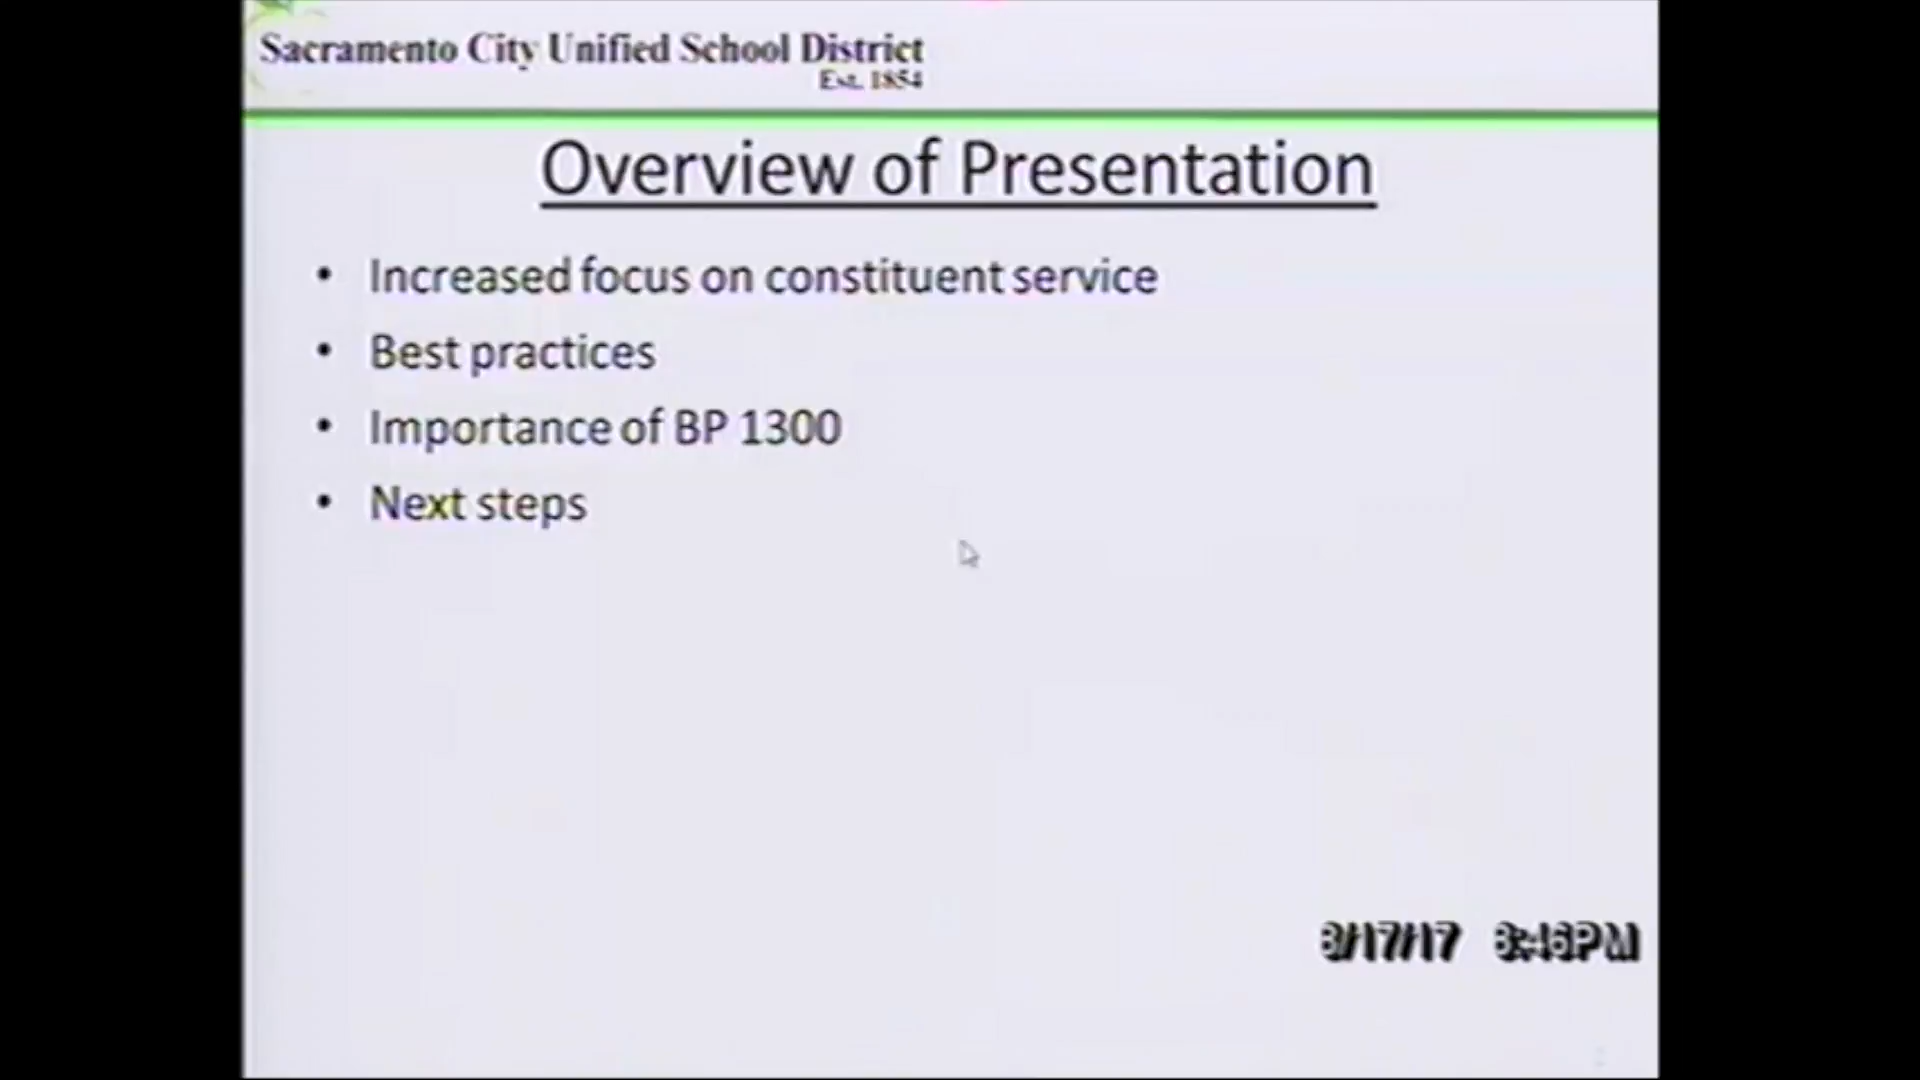 Sacramento City Unified School District
Est. 1854
Overview of Presentation
• Increased focus on constituent service
• Best practices
• Importance of BP 1300
• Next steps
8/17/17 8:46PM